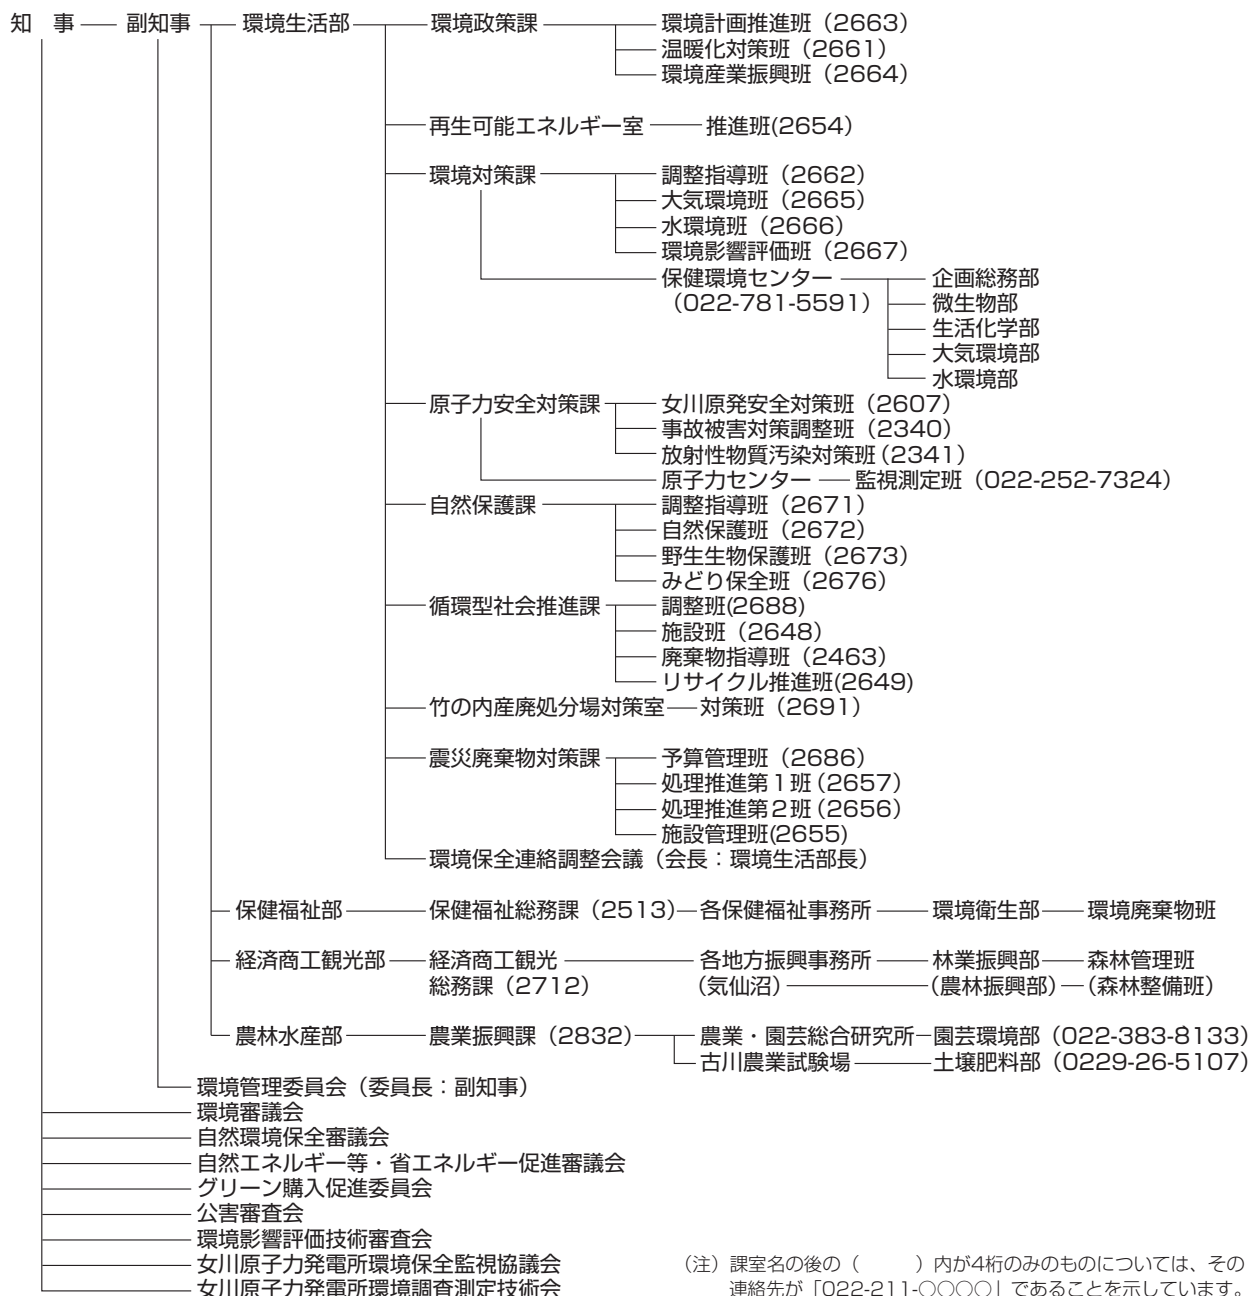 知　事 副知事 環境生活部 環境政策課 環境計画推進班（2663）
温暖化対策班（2661）
環境産業振興班（2664）
再生可能エネルギー室 推進班(2654)
環境対策課 調整指導班（2662）
大気環境班（2665）
水環境班（2666）
環境影響評価班（2667）
保健環境センター 企画総務部
（022-781-5591） 微生物部
生活化学部
大気環境部
水環境部
原子力安全対策課 女川原発安全対策班（2607）
事故被害対策調整班（2340）
放射性物質汚染対策班（2341）
原子力センター 監視測定班（022-252-7324）
自然保護課 調整指導班（2671）
自然保護班（2672）
野生生物保護班（2673）
みどり保全班（2676）
循環型社会推進課 調整班(2688)
施設班（2648）
廃棄物指導班（2463）
リサイクル推進班(2649)
竹の内産廃処分場対策室 対策班（2691）
震災廃棄物対策課 予算管理班（2686）
処理推進第1班（2657）
処理推進第2班（2656）
施設管理班(2655)
環境保全連絡調整会議（会長：環境生活部長）
保健福祉部 保健福祉総務課（2513） 各保健福祉事務所 環境衛生部 環境廃棄物班
経済商工観光部 経済商工観光 各地方振興事務所 林業振興部 森林管理班
総務課（2712） （気仙沼） （農林振興部） （森林整備班）
農林水産部 農業振興課（2832） 農業・園芸総合研究所 園芸環境部（022-383-8133）
古川農業試験場 土壌肥料部（0229-26-5107）
環境管理委員会（委員長：副知事）
環境審議会
自然環境保全審議会
自然エネルギー等・省エネルギー促進審議会
グリーン購入促進委員会
公害審査会
環境影響評価技術審査会
女川原子力発電所環境保全監視協議会
女川原子力発電所環境調査測定技術会
（注）課室名の後の（　　　）内が4桁のみのものについては、その
連絡先が「022-211-○○○○」であることを示しています。